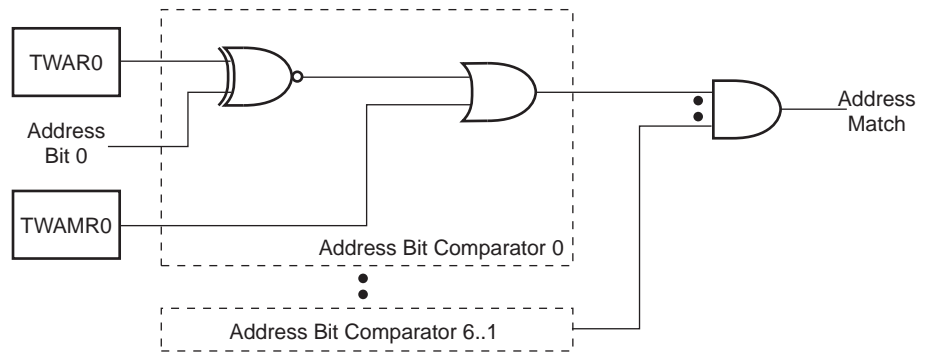 TWAR0
Address
Bit 0
TWAMR0
Address Bit Comparator 0
Address Bit Comparator 6..1
Address
Match